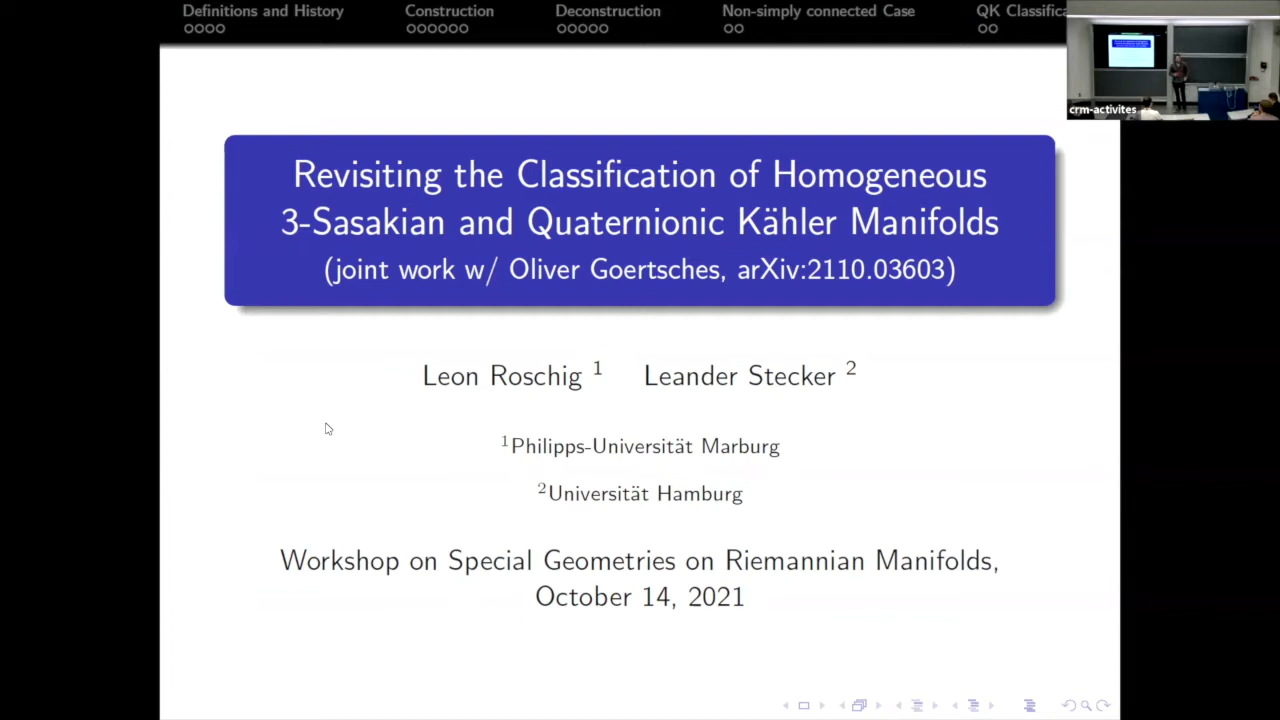 Definitions and History
Construction
Deconstruction
Non-simply connected Case
QK Classifica
crm-activites
Revisiting the Classification of Homogeneous
3-Sasakian and Quaternionic Kähler Manifolds
(joint work w/ Oliver Goertsches, arXiv:2110.03603)
Leon Roschig 1 Leander Stecker 2
1Philipps-Universität Marburg
2Universität Hamburg
Workshop on Special Geometries on Riemannian Manifolds,
October 14, 2021